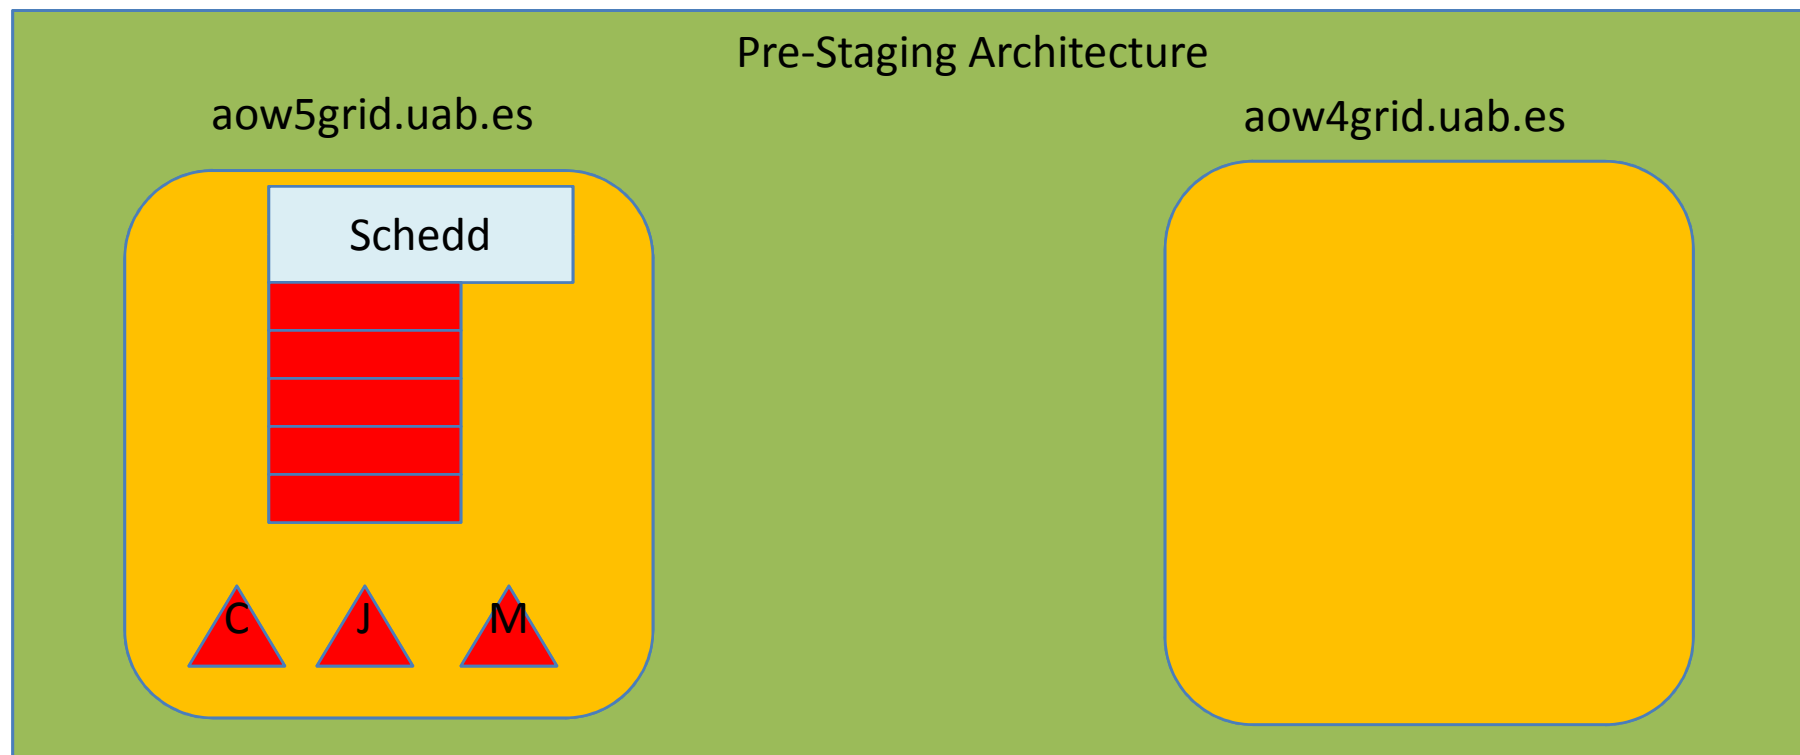 Pre-Staging Architecture
aow5grid.uab.es
aow4grid.uab.es
Schedd
C
J
M